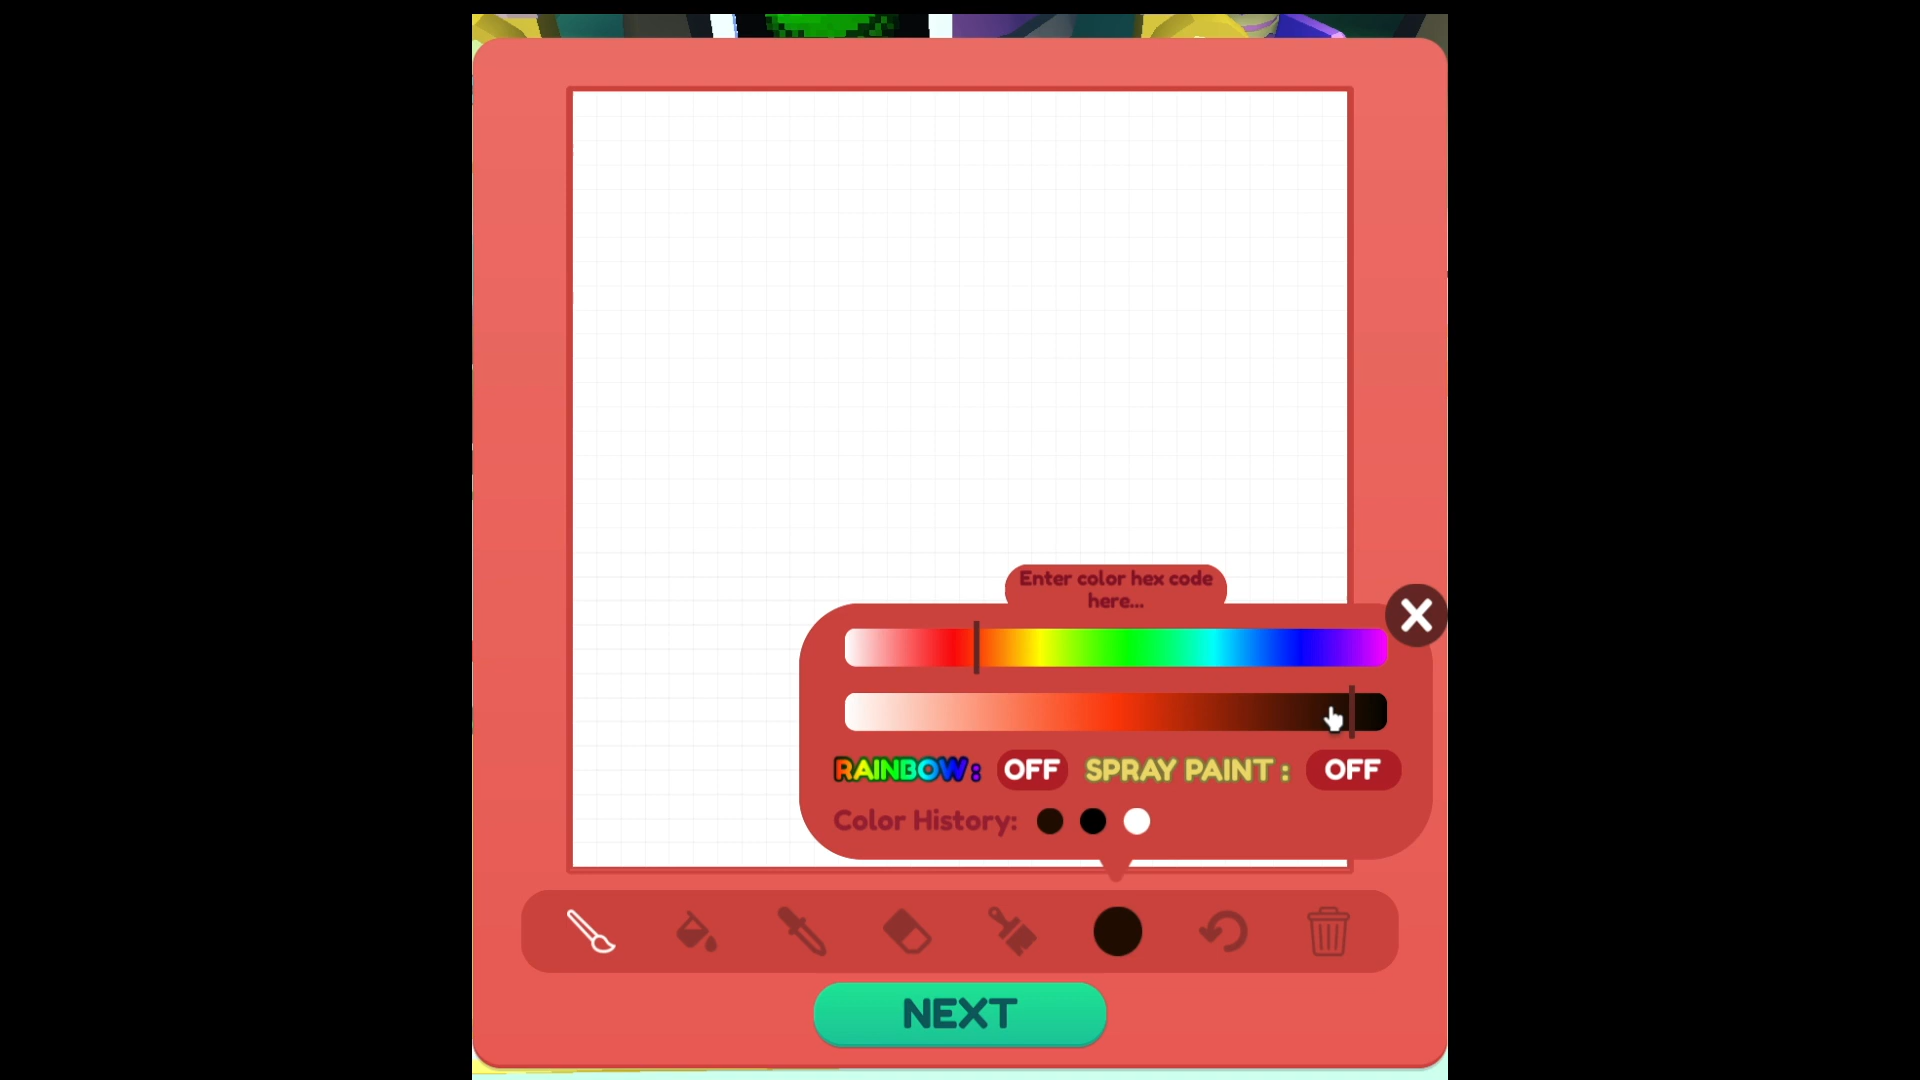 Enter color hex code
here...
RAINBOW: OFF SPRAY PAINT: OFF
Color History:
NEXT